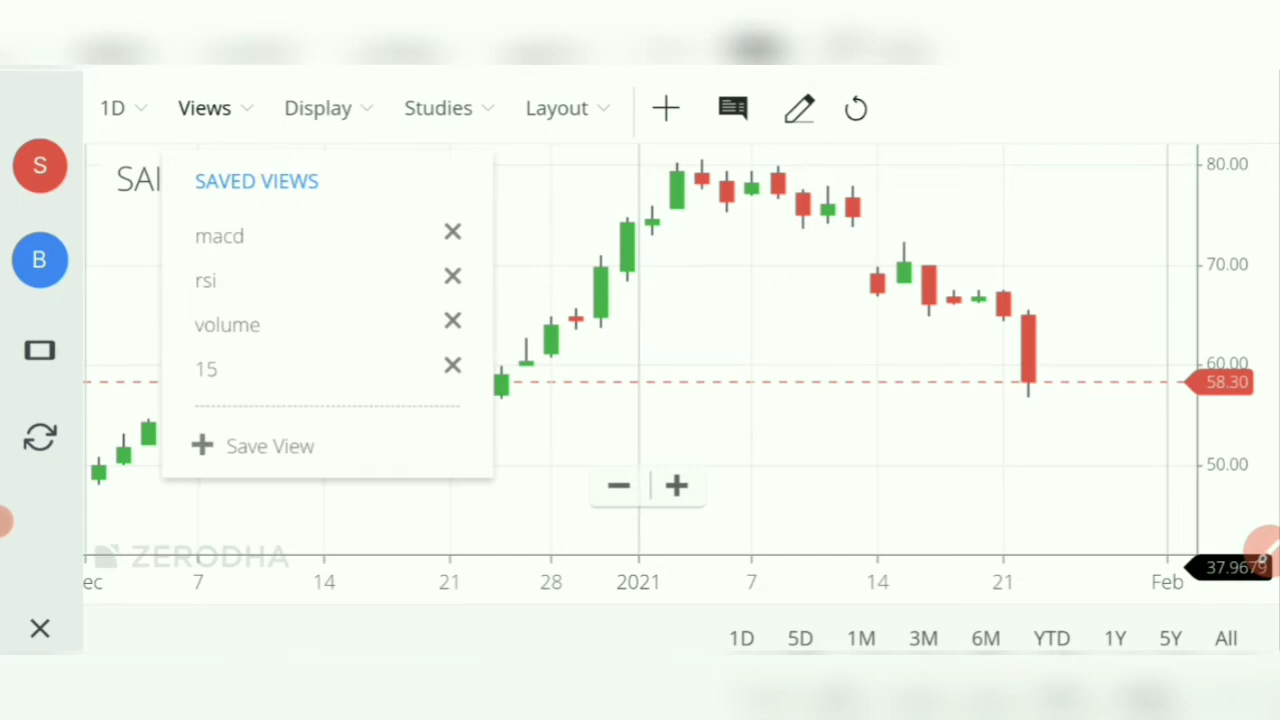 1D Views Display Studies Layout
S
SAI
SAVED VIEWS
macd
rsi
volume
15
Save View
B
80.00
70.00
60.00
58.30
50.00
ZERODHA
37.9679
ec 7 14 21 28 2021 7 14 21 Feb
1D 5D 1M 3M 6M YTD 1Y 5Y All